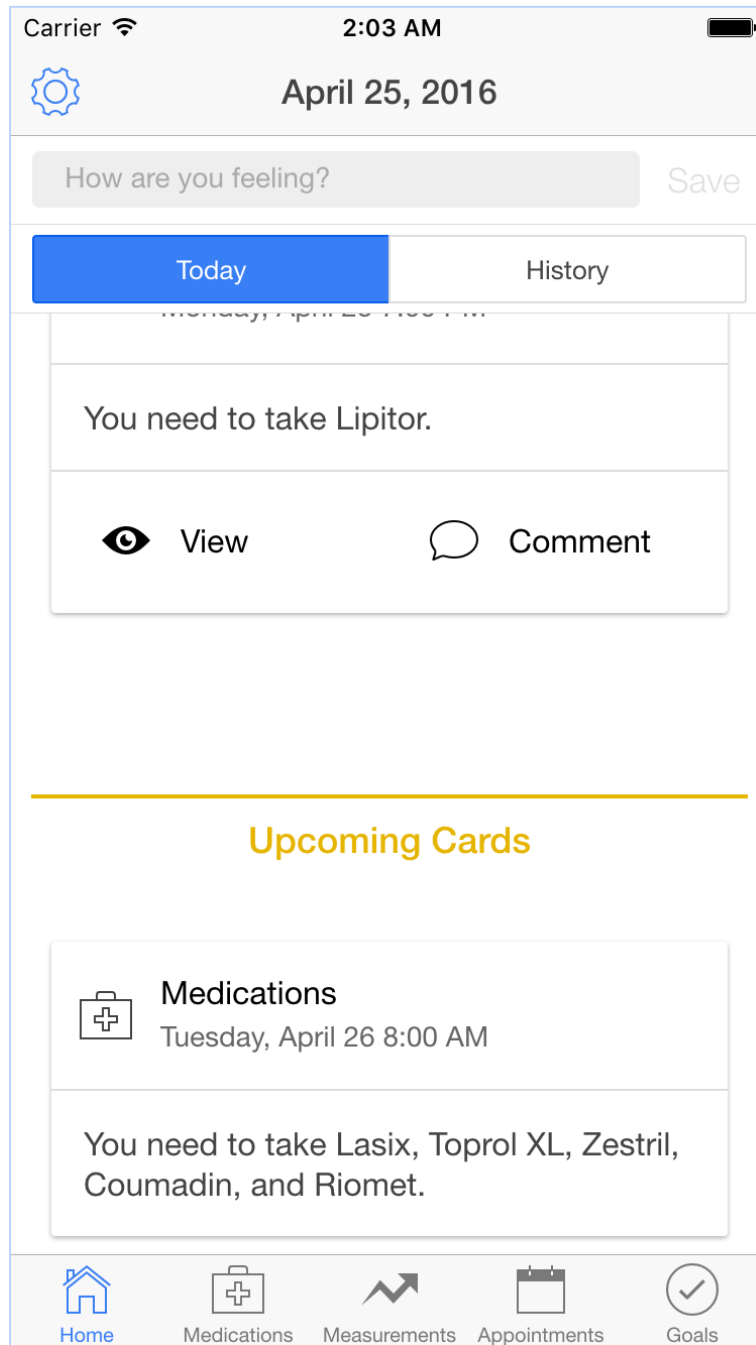 Carrier 2:03 AM
April 25, 2016
How are you feeling? Save
Today History
You need to take Lipitor.
View Comment
Upcoming Cards
Medications
Tuesday, April 26 8:00 AM
You need to take Lasix, Toprol XL, Zestril,
Coumadin, and Riomet.
Home Medications Measurements Appointments Goals